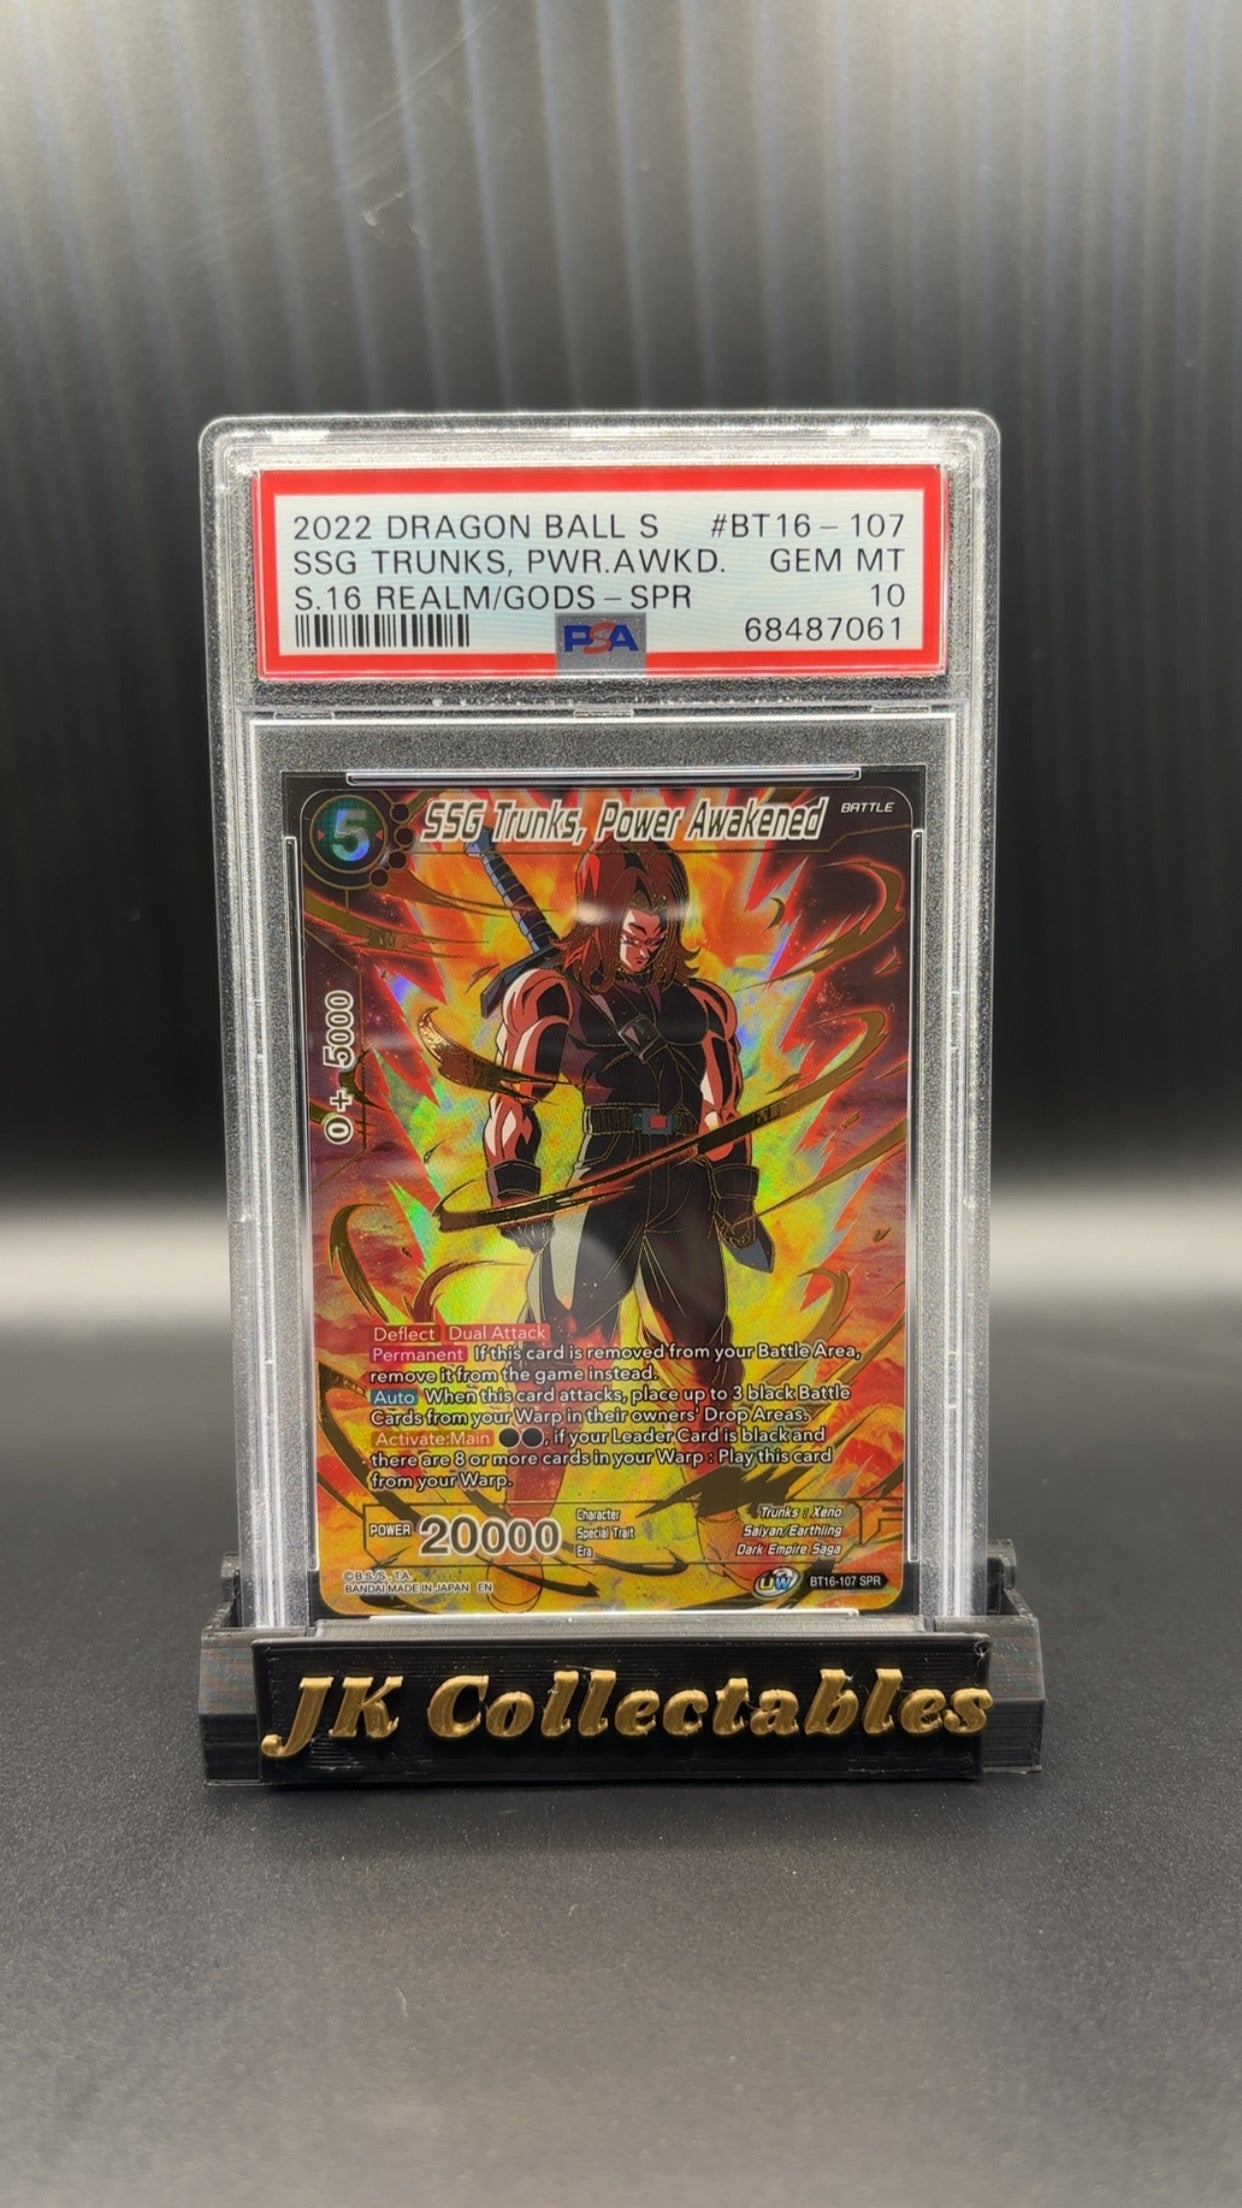 2022 DRAGON BALL S #BT16-107
SSG TRUNKS, PWR.AWKD. GEM MT
S.16 REALM/GODS-SPR 10
PSA 68487061
5 SSG Trunks, Power Awakened BATTLE
0+5000
Deflect Dual Attack
Permanent If this card is removed from your Battle Area,
remove it from the game instead.
Auto When this card attacks, place up to 3 black Battle
Cards from your Warp in their owners' Drop Areas.
Activate:Main ●●, if your Leader Card is black and
there are 8 or more cards in your Warp : Play this card
from your Warp.
POWER 20000
Character Trunks : Xeno
Special Trait Saiyan/Earthling
Era Dark Empire Saga
©B.S./S., T.A.
BANDAI MADE IN JAPAN EN
UW BT16-107 SPR
JK Collectables